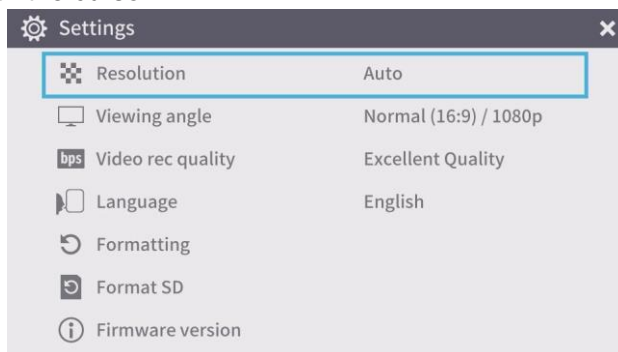 Settings
Resolution Auto
Viewing angle Normal (16:9) / 1080p
bps Video rec quality Excellent Quality
Language English
Formatting
Format SD
Firmware version